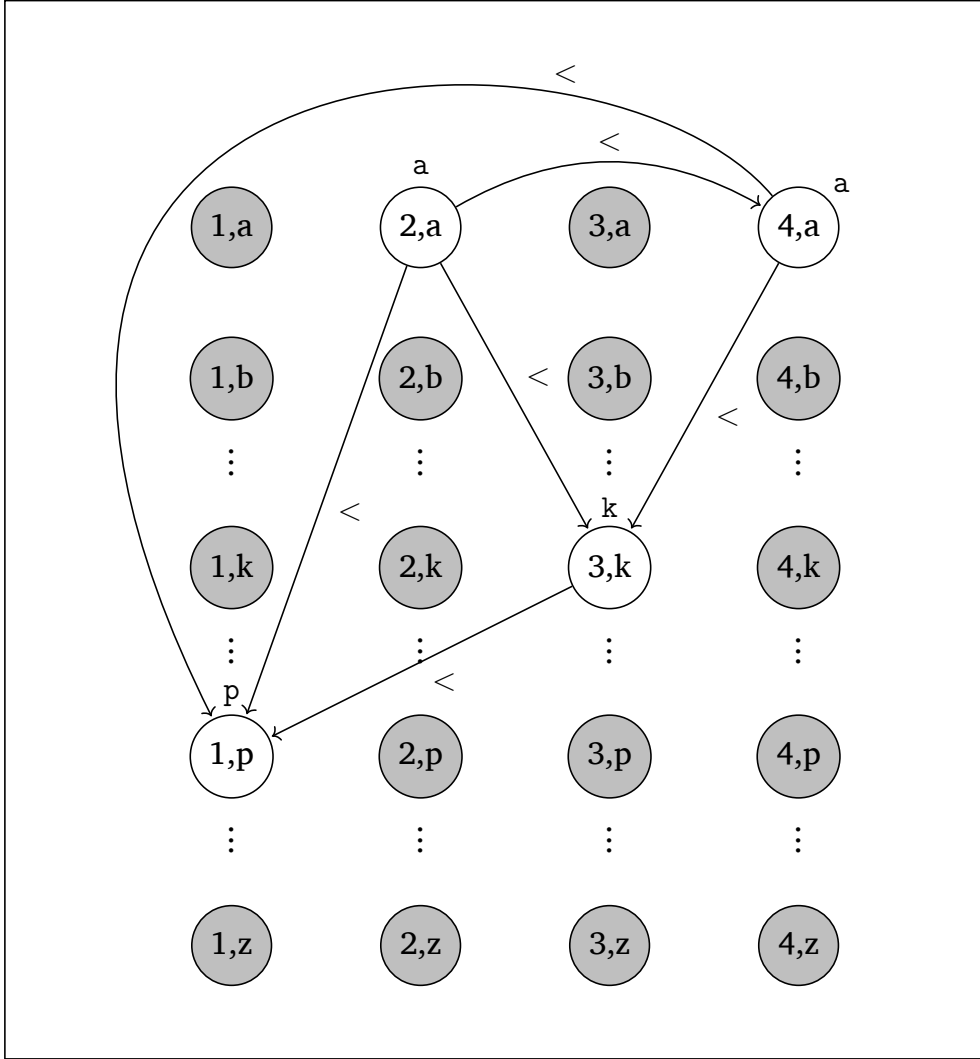 <
<
a
a
1,a 2,a 3,a 4,a
<
1,b 2,b 3,b 4,b
<
⋮ ⋮ ⋮ ⋮
k
<
1,k 2,k 3,k 4,k
⋮ ⋮ ⋮ ⋮
<
p
1,p 2,p 3,p 4,p
⋮ ⋮ ⋮ ⋮
1,z 2,z 3,z 4,z